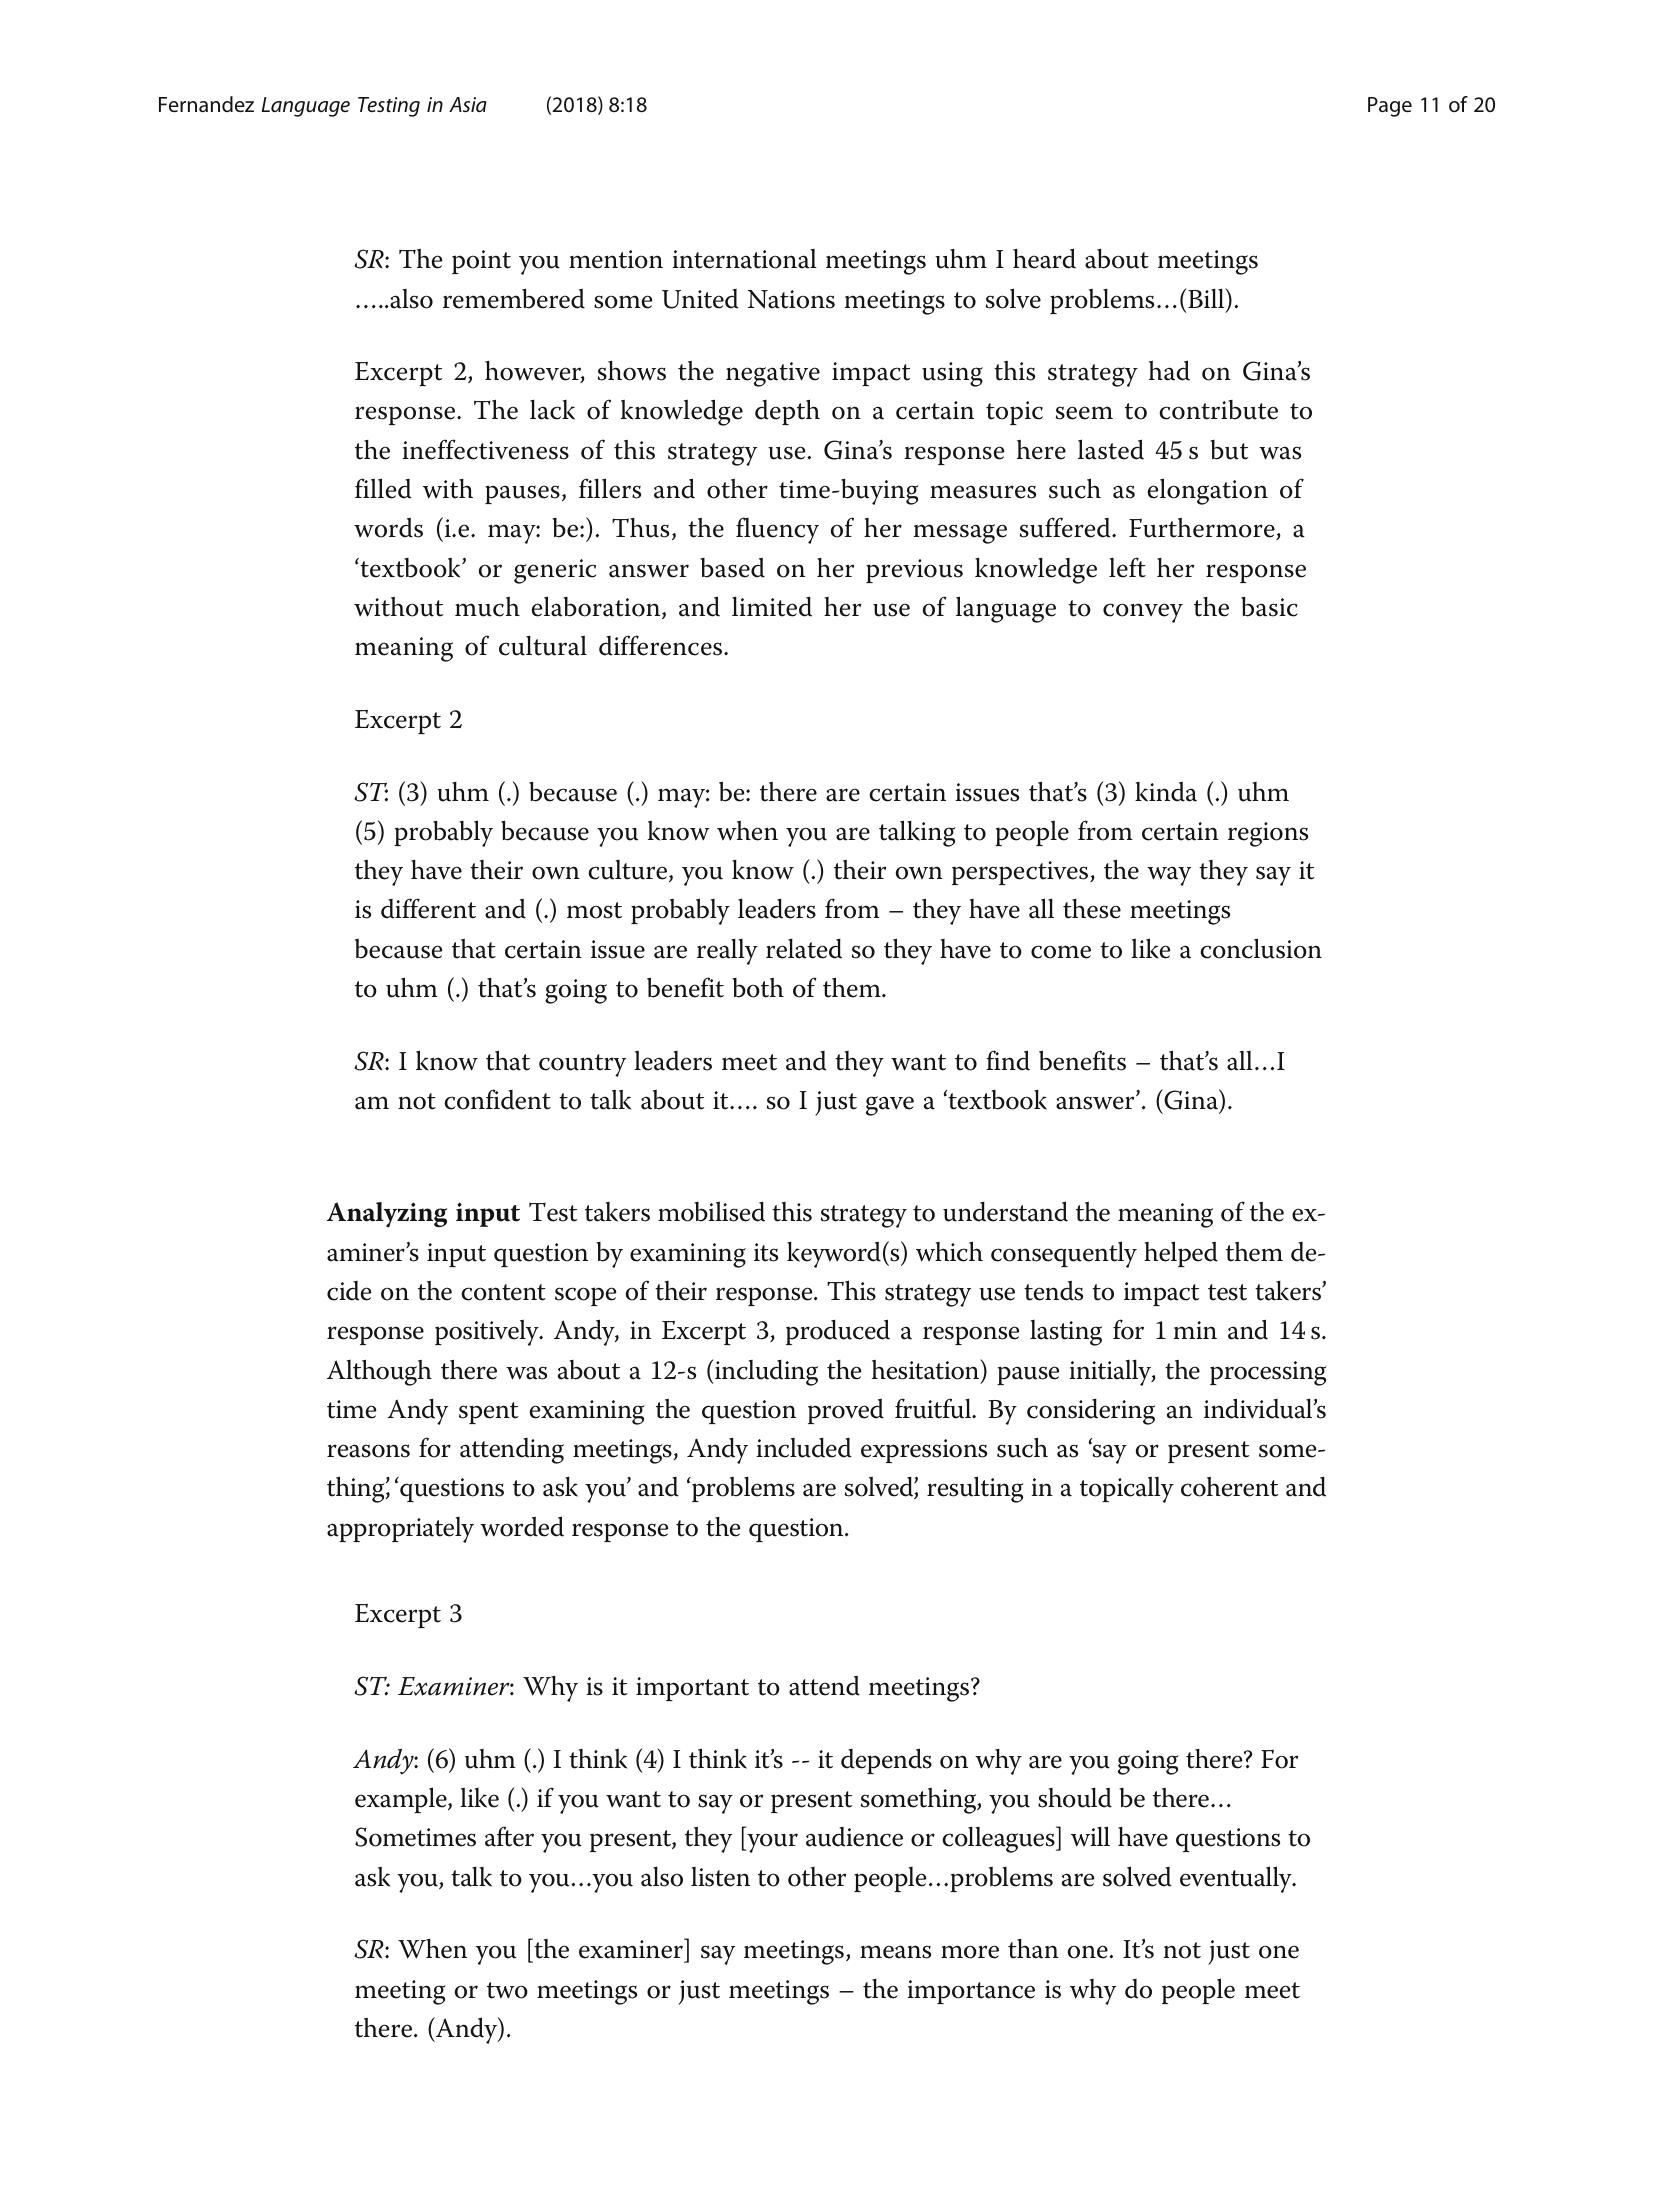 Fernandez Language Testing in Asia (2018) 8:18 Page 11 of 20
SR: The point you mention international meetings uhm I heard about meetings
…..also remembered some United Nations meetings to solve problems…(Bill).
Excerpt 2, however, shows the negative impact using this strategy had on Gina’s
response. The lack of knowledge depth on a certain topic seem to contribute to
the ineffectiveness of this strategy use. Gina’s response here lasted 45 s but was
filled with pauses, fillers and other time-buying measures such as elongation of
words (i.e. may: be:). Thus, the fluency of her message suffered. Furthermore, a
‘textbook’ or generic answer based on her previous knowledge left her response
without much elaboration, and limited her use of language to convey the basic
meaning of cultural differences.
Excerpt 2
ST: (3) uhm (.) because (.) may: be: there are certain issues that’s (3) kinda (.) uhm
(5) probably because you know when you are talking to people from certain regions
they have their own culture, you know (.) their own perspectives, the way they say it
is different and (.) most probably leaders from – they have all these meetings
because that certain issue are really related so they have to come to like a conclusion
to uhm (.) that’s going to benefit both of them.
SR: I know that country leaders meet and they want to find benefits – that’s all…I
am not confident to talk about it…. so I just gave a ‘textbook answer’. (Gina).
Analyzing input Test takers mobilised this strategy to understand the meaning of the ex-
aminer’s input question by examining its keyword(s) which consequently helped them de-
cide on the content scope of their response. This strategy use tends to impact test takers’
response positively. Andy, in Excerpt 3, produced a response lasting for 1 min and 14 s.
Although there was about a 12-s (including the hesitation) pause initially, the processing
time Andy spent examining the question proved fruitful. By considering an individual’s
reasons for attending meetings, Andy included expressions such as ‘say or present some-
thing’, ‘questions to ask you’ and ‘problems are solved’, resulting in a topically coherent and
appropriately worded response to the question.
Excerpt 3
ST: Examiner: Why is it important to attend meetings?
Andy: (6) uhm (.) I think (4) I think it’s -- it depends on why are you going there? For
example, like (.) if you want to say or present something, you should be there…
Sometimes after you present, they [your audience or colleagues] will have questions to
ask you, talk to you…you also listen to other people…problems are solved eventually.
SR: When you [the examiner] say meetings, means more than one. It’s not just one
meeting or two meetings or just meetings – the importance is why do people meet
there. (Andy).